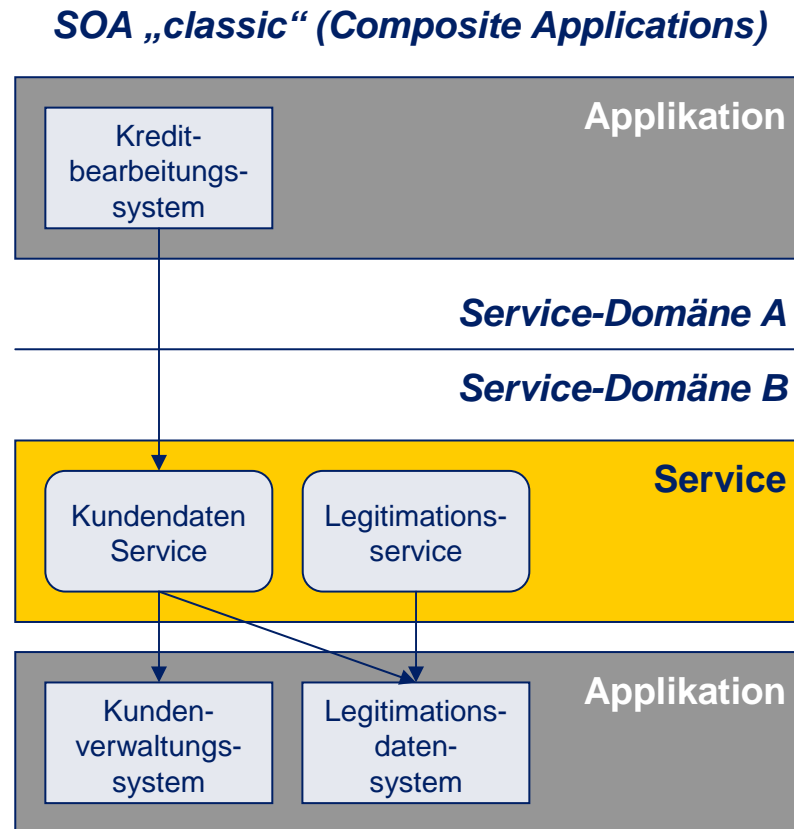 SOA „classic“ (Composite Applications)
Applikation
Kredit-
bearbeitungs-
system
Service-Domäne A
Service-Domäne B
Service
Kundendaten
Service
Legitimations-
service
Applikation
Kunden-
verwaltungs-
system
Legitimations-
daten-
system